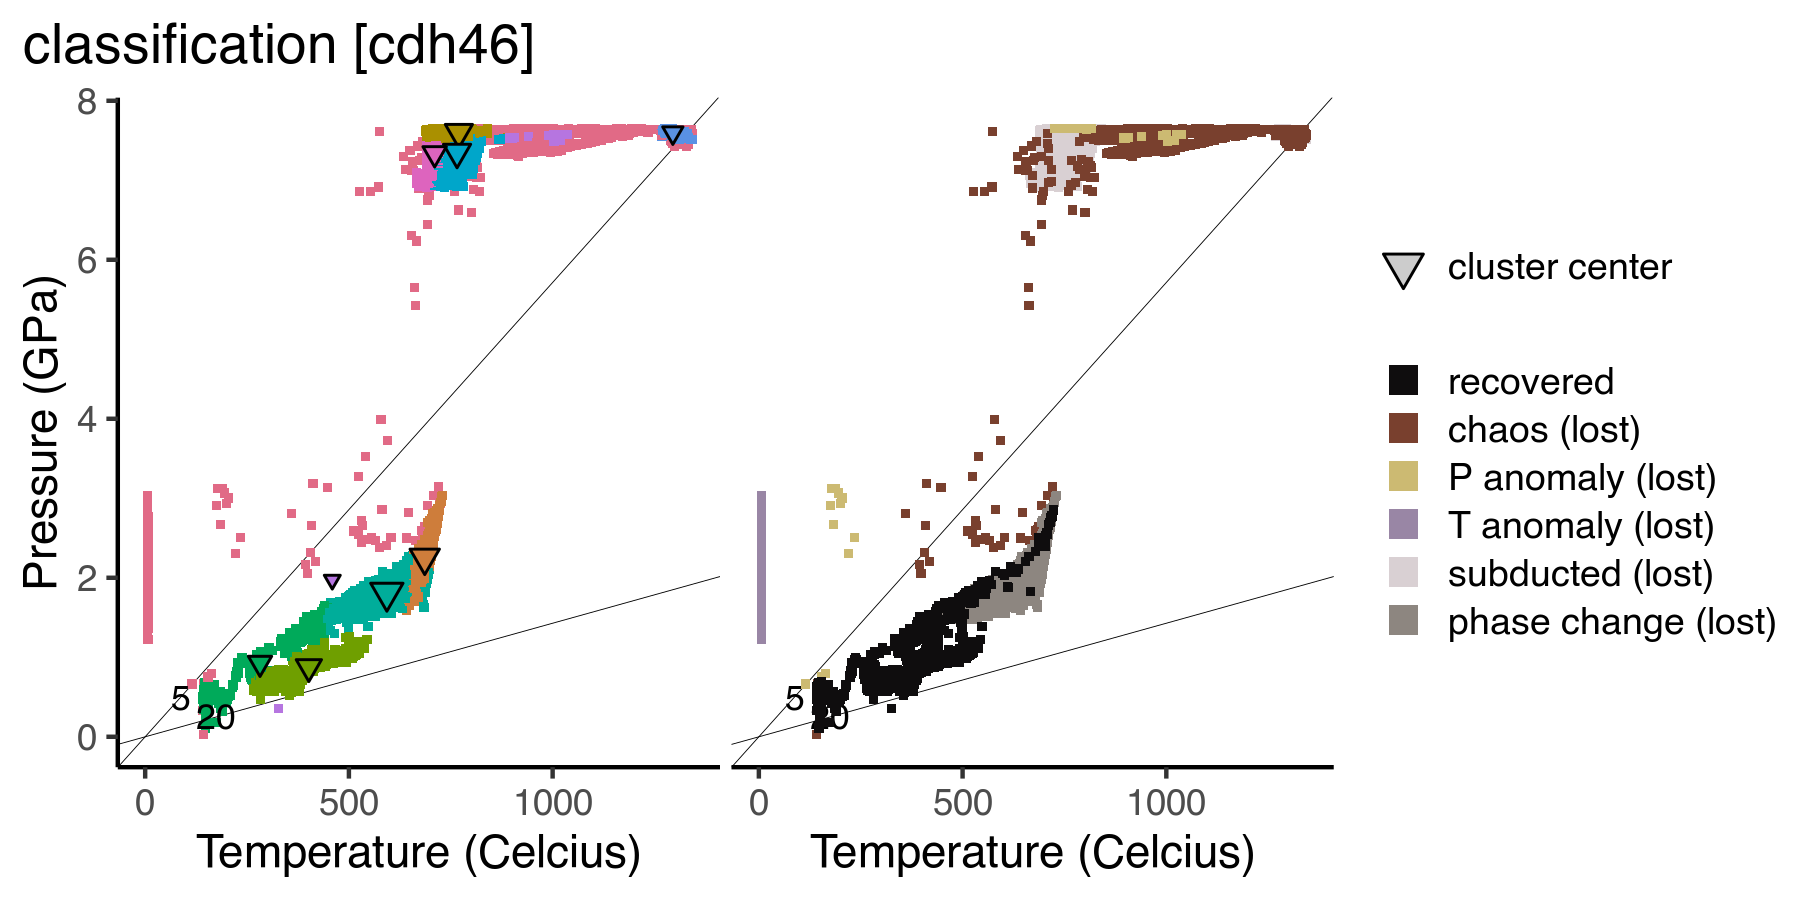 classification [cdh46]
Pressure (GPa)
8
6
4
2
0
5
20
0 500 1000
Temperature (Celcius)
5
20
0 500 1000
Temperature (Celcius)
cluster center
recovered
chaos (lost)
P anomaly (lost)
T anomaly (lost)
subducted (lost)
phase change (lost)